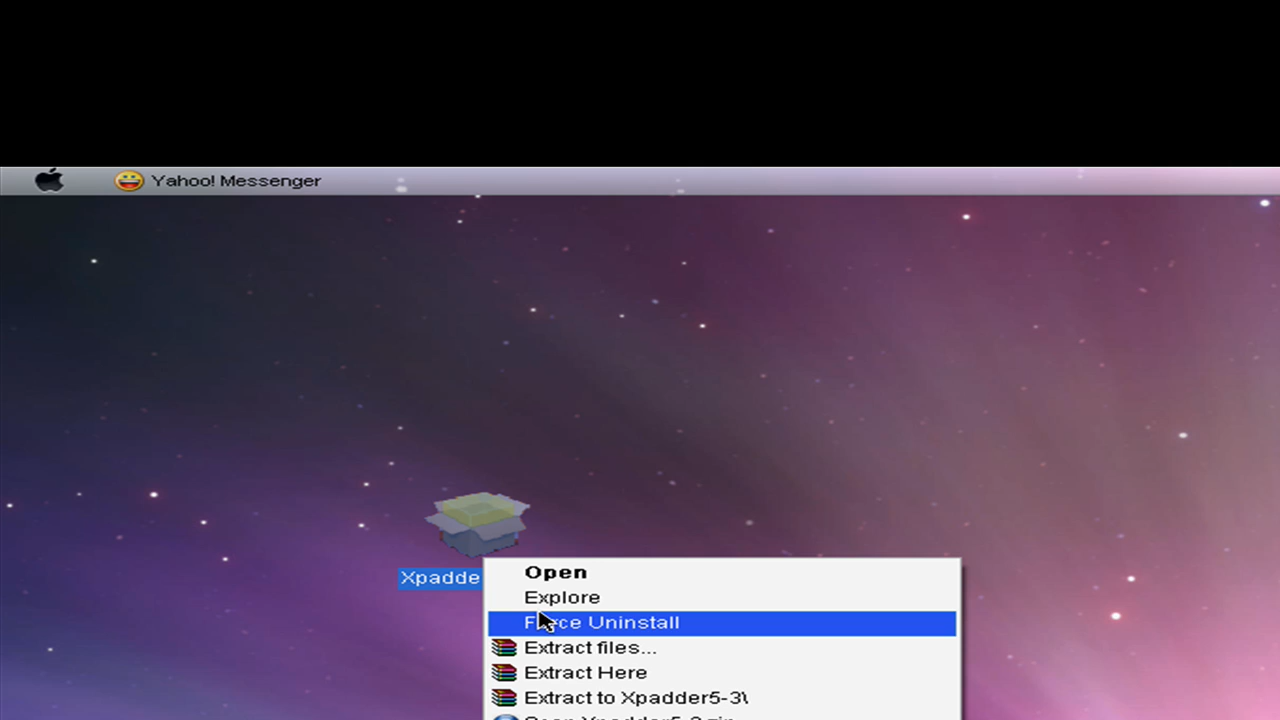 Yahoo! Messenger
Xpadde
Open
Explore
Force Uninstall
Extract files...
Extract Here
Extract to Xpadder5-3\